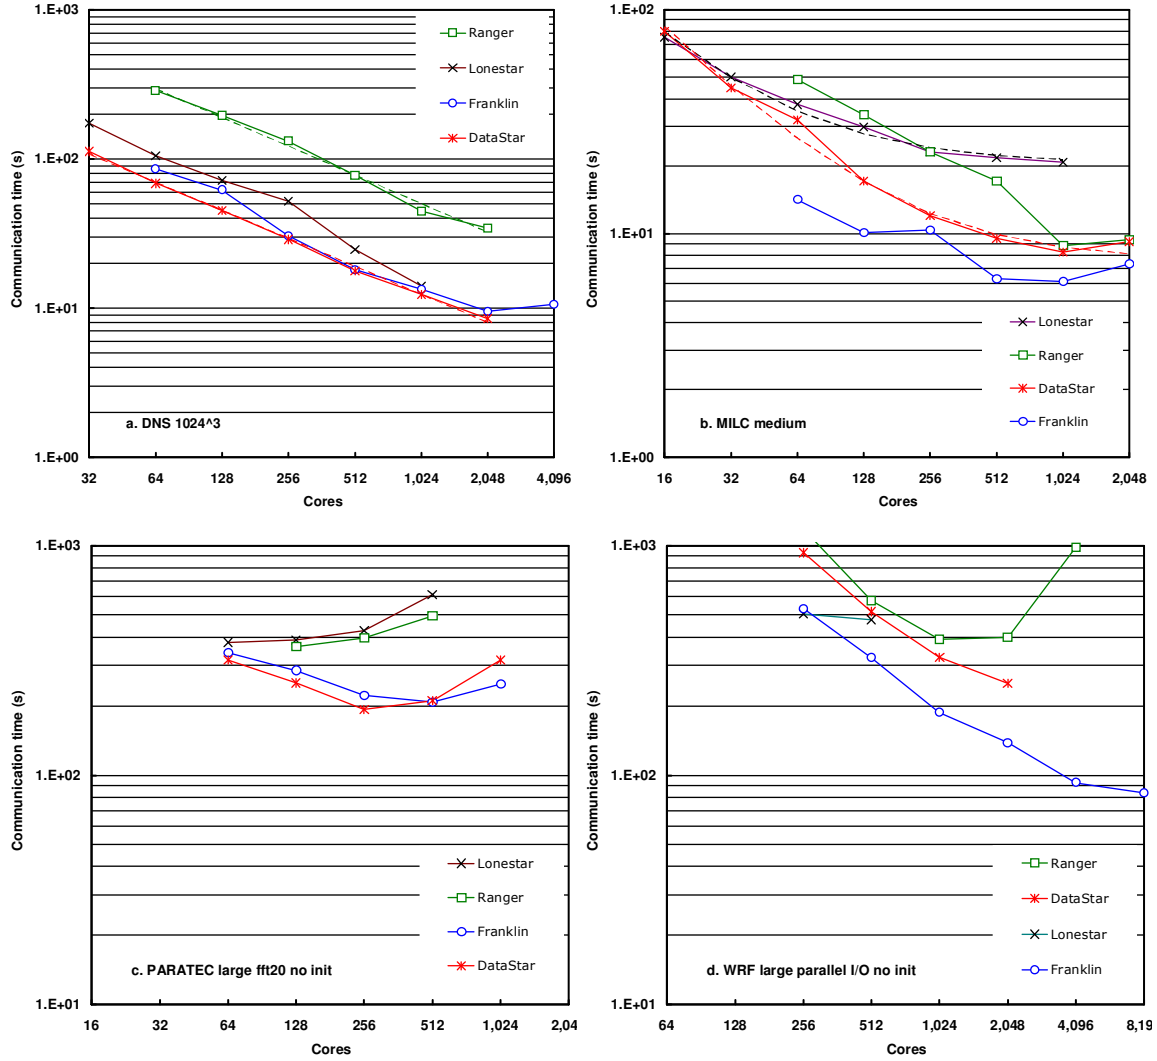 1.E+03
1.E+02
1.E+01
1.E+00
Communication time (s)
32 64 128 256 512 1,024 2,048 4,096
Cores
Ranger
Lonestar
Franklin
DataStar
a. DNS 1024^3
1.E+02
1.E+01
1.E+00
Communication time (s)
16 32 64 128 256 512 1,024 2,048
Cores
Lonestar
Ranger
DataStar
Franklin
b. MILC medium
1.E+03
1.E+02
1.E+01
Communication time (s)
16 32 64 128 256 512 1,024 2,04
Cores
Lonestar
Ranger
Franklin
DataStar
c. PARATEC large fft20 no init
1.E+03
1.E+02
1.E+01
Communication time (s)
64 128 256 512 1,024 2,048 4,096 8,19
Cores
Ranger
DataStar
Lonestar
Franklin
d. WRF large parallel I/O no init